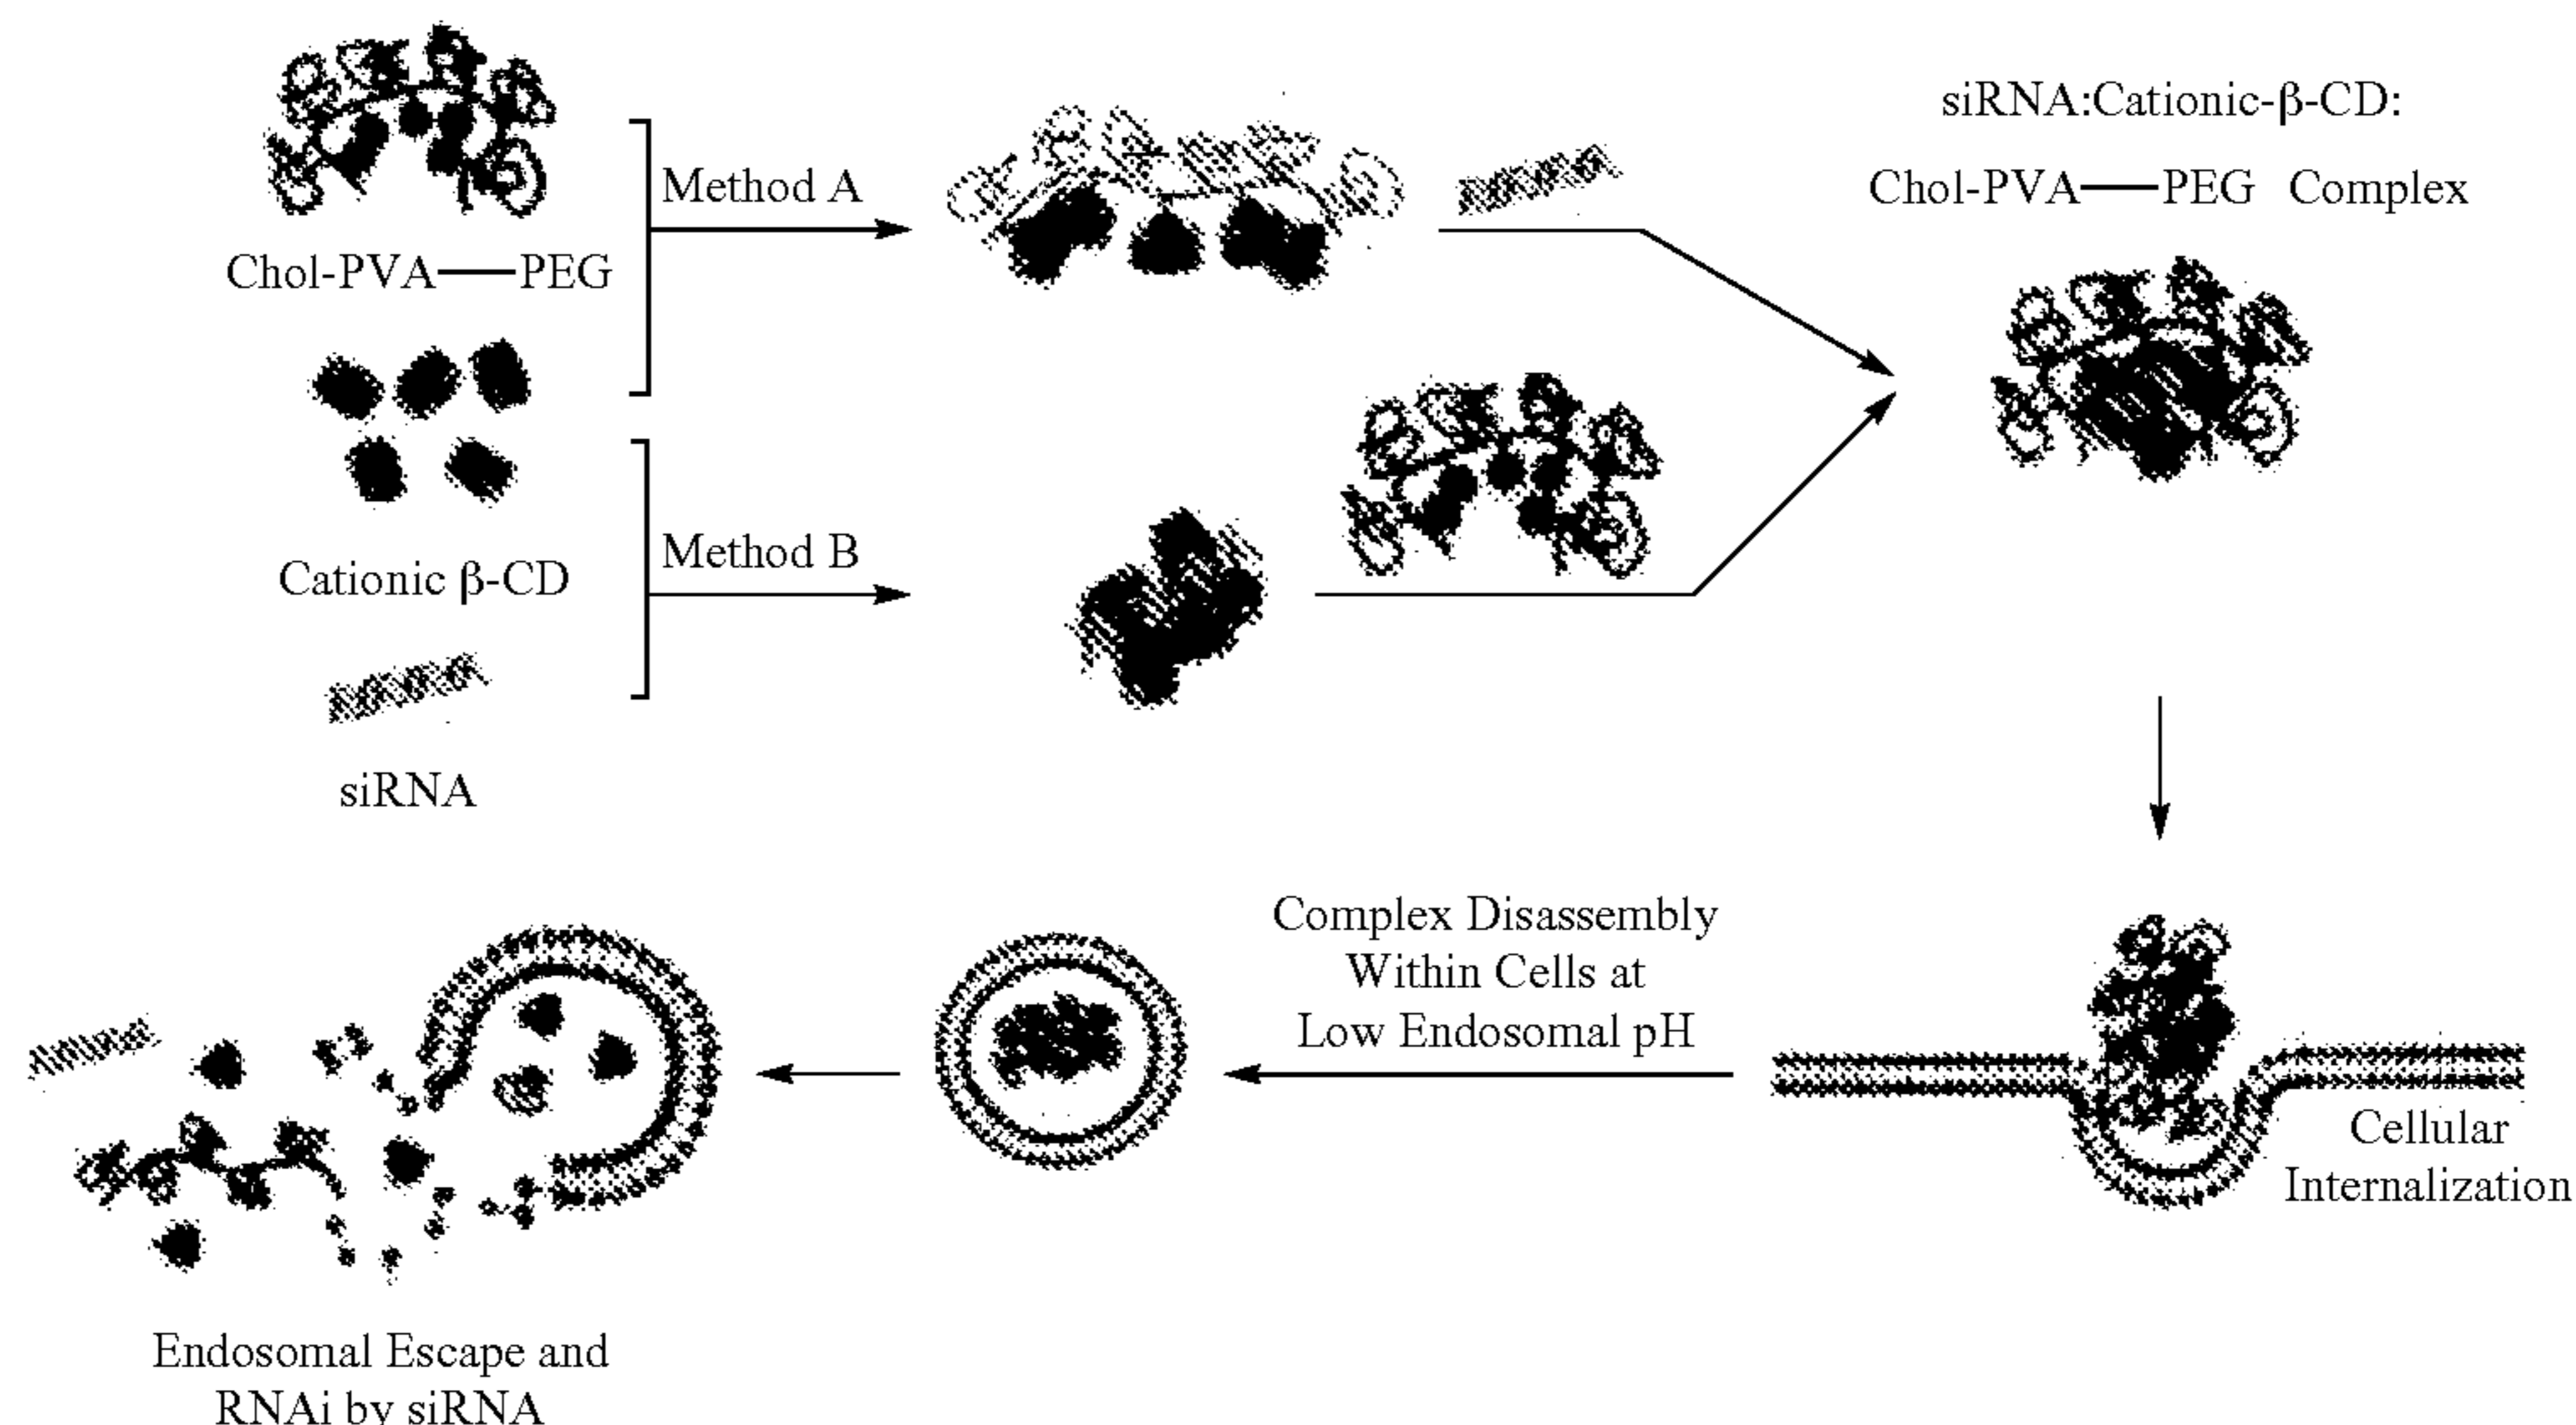 Chol-PVA—PEG
Method A
siRNA:Cationic-β-CD:
Chol-PVA—PEG Complex
Cationic β-CD
Method B
siRNA
Complex Disassembly
Within Cells at
Low Endosomal pH
Cellular
Internalization
Endosomal Escape and
RNAi by siRNA